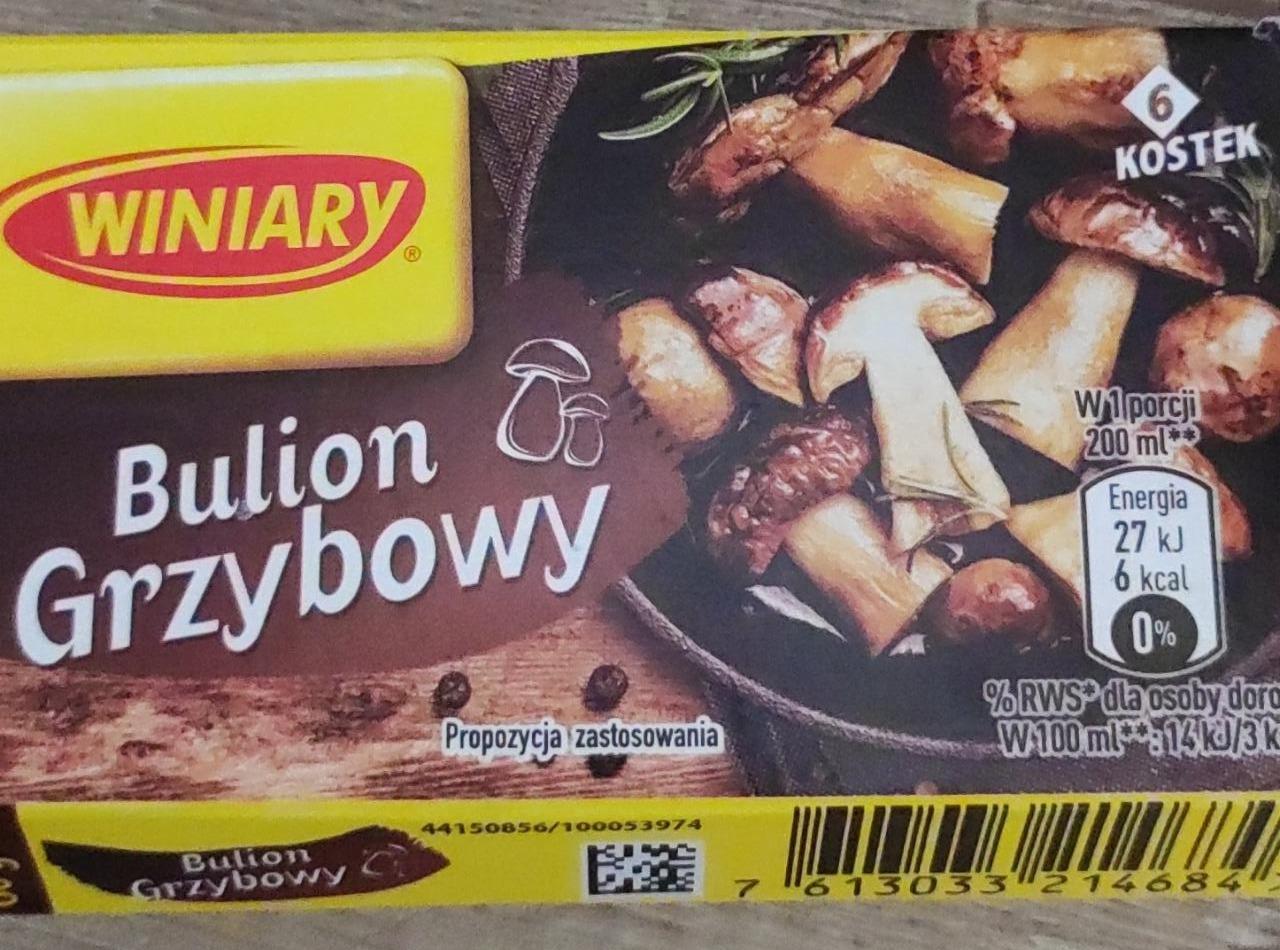 WINIARY®
6
KOSTEK
Bulion
Grzybowy
W 1 porcji
200 ml**
Energia
27 kJ
6 kcal
0%
Propozycja zastosowania
% RWS* dla osoby
W 100 ml**: 14 kJ/3
Bulion
Grzybowy
44150856/100053974
7 613033 214684